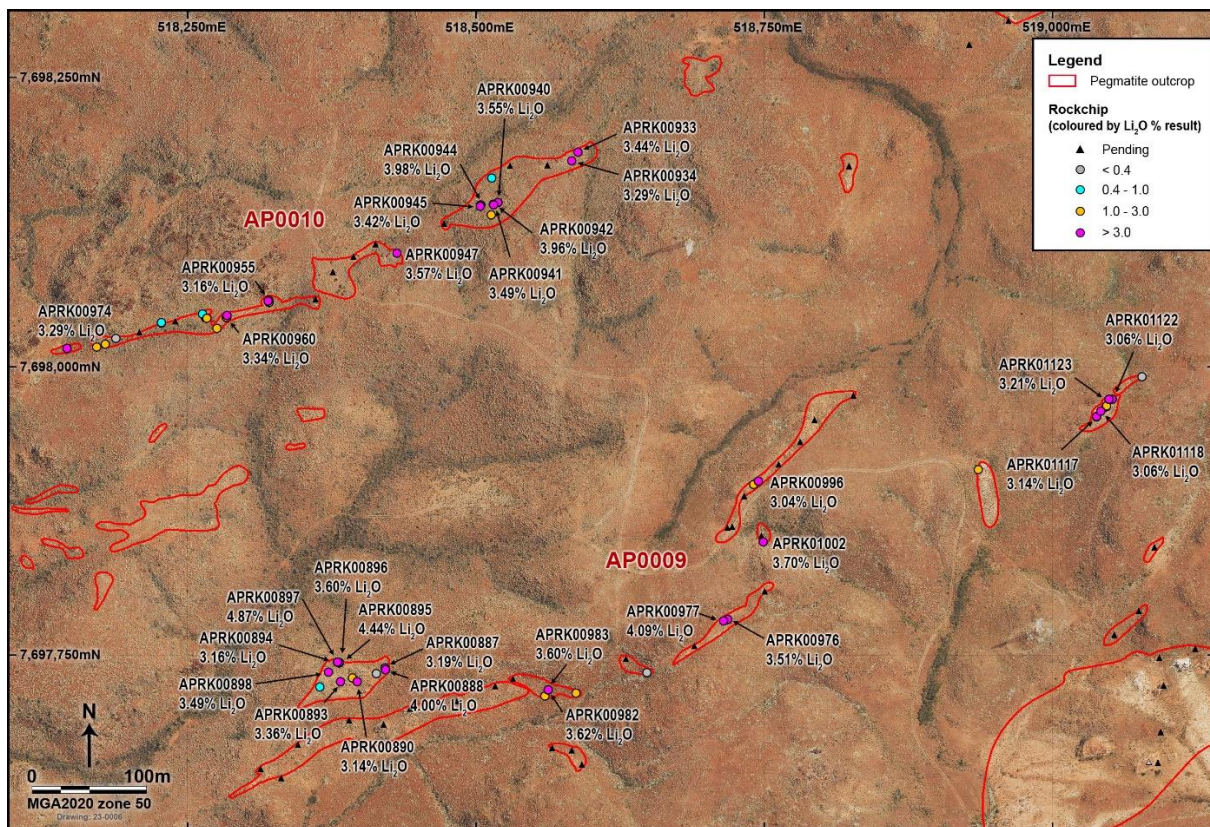 518,250mE
518,500mE
518,750mE
519,000mE
7,698,250mN
7,698,000mN
7,697,750mN
Legend
Pegmatite outcrop
Rockchip
(coloured by Li₂O % result)
Pending
< 0.4
0.4 - 1.0
1.0 - 3.0
> 3.0
APRK00940
3.55% Li₂O
APRK00933
3.44% Li₂O
APRK00944
3.98% Li₂O
APRK00934
3.29% Li₂O
APRK00945
3.42% Li₂O
AP0010
APRK00942
3.96% Li₂O
APRK00947
3.57% Li₂O
APRK00941
3.49% Li₂O
APRK00955
3.16% Li₂O
APRK00974
3.29% Li₂O
APRK00960
3.34% Li₂O
APRK01122
3.06% Li₂O
APRK01123
3.21% Li₂O
APRK01117
3.14% Li₂O
APRK01118
3.06% Li₂O
APRK00996
3.04% Li₂O
APRK01002
3.70% Li₂O
AP0009
APRK00896
3.60% Li₂O
APRK00897
4.87% Li₂O
APRK00895
4.44% Li₂O
APRK00894
3.16% Li₂O
APRK00887
3.19% Li₂O
APRK00898
3.49% Li₂O
APRK00888
4.00% Li₂O
APRK00893
3.36% Li₂O
APRK00890
3.14% Li₂O
APRK00983
3.60% Li₂O
APRK00982
3.62% Li₂O
APRK00977
4.09% Li₂O
APRK00976
3.51% Li₂O
N
0 100m
MGA2020 zone 50
Drawing: 23-0006